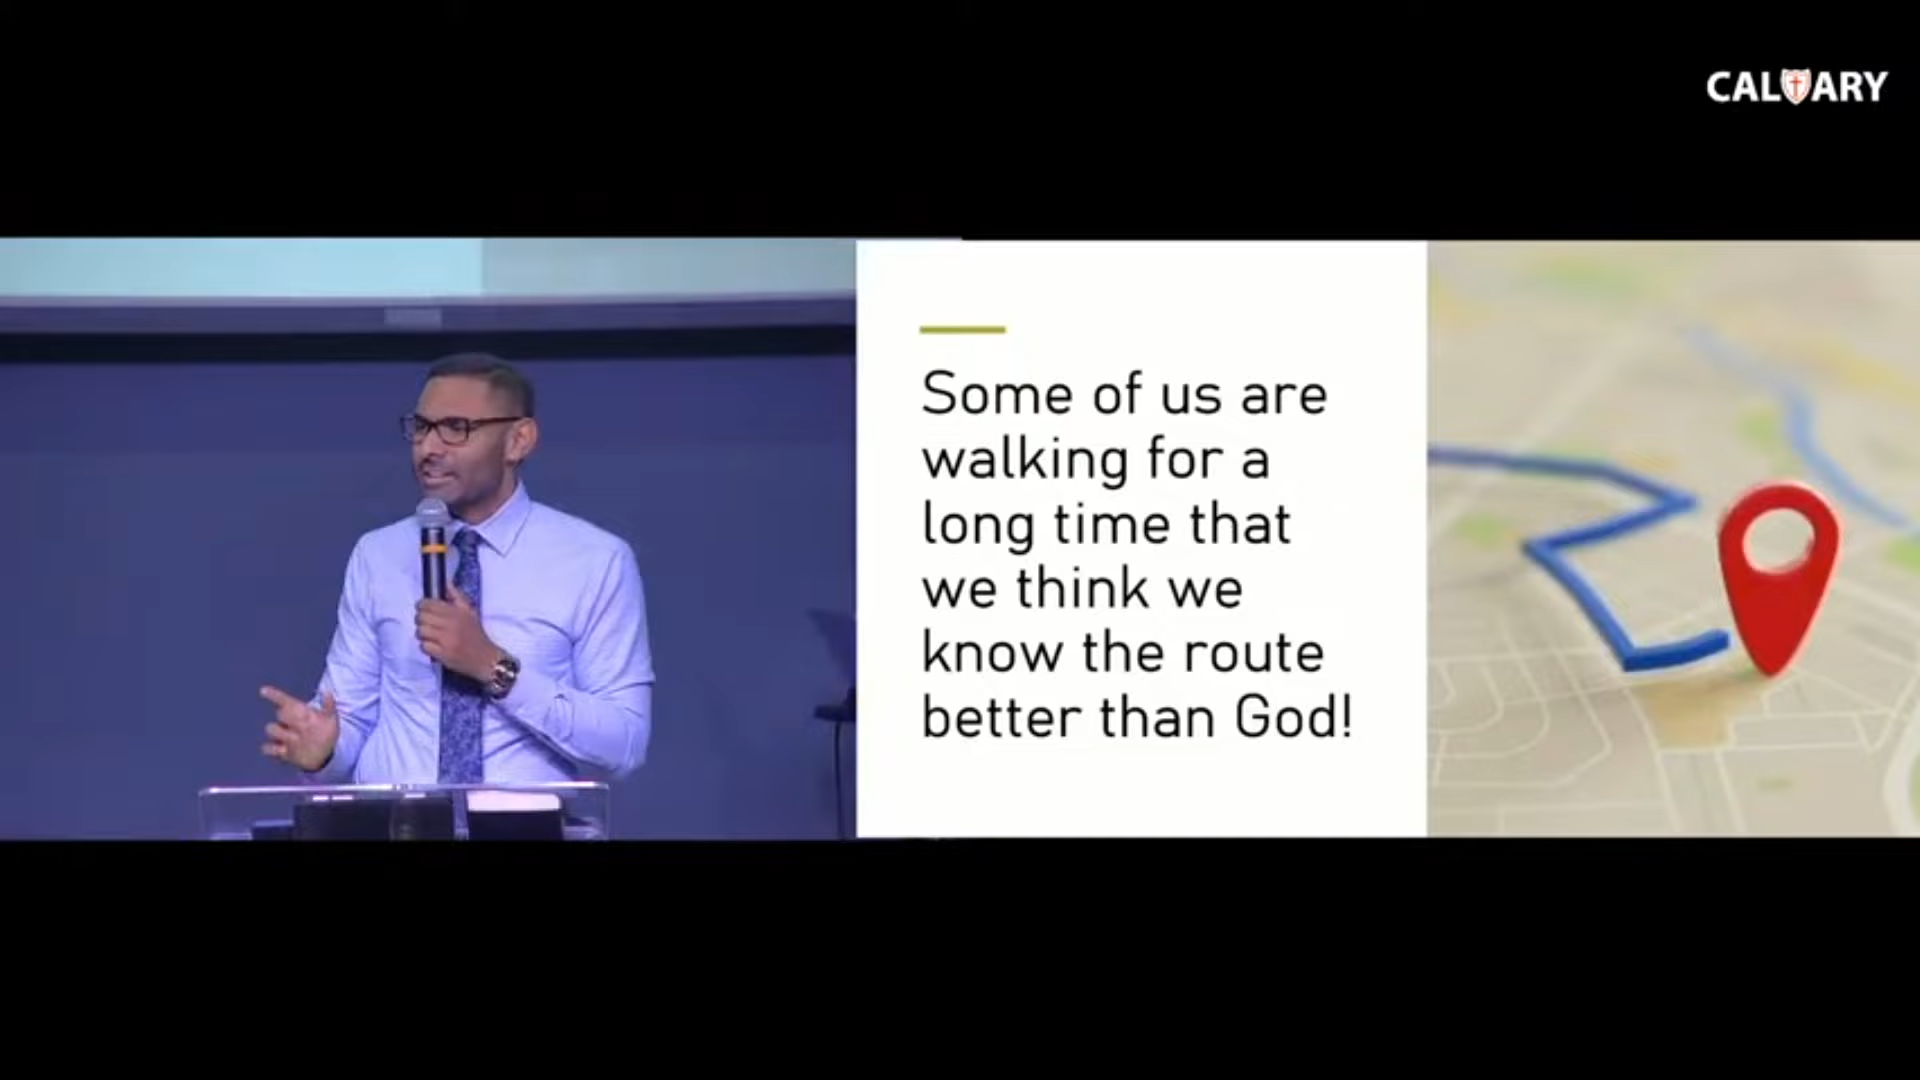 CALVARY
Some of us are
walking for a
long time that
we think we
know the route
better than God!